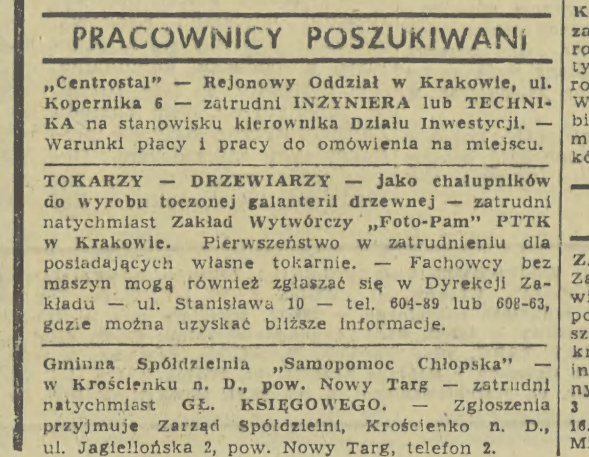 PRACOWNICY POSZUKIWANI
„Centrostal” — Rejonowy Oddział w Krakowie, ul.
Kopernika 6 — zatrudni INŻYNIERA lub TECHNI-
KA na stanowisku kierownika Działu Inwestycji. —
Warunki płacy i pracy do omówienia na miejscu.
TOKARZY — DRZEWIARZY — jako chałupników
do wyrobu toczonej galanterii drzewnej — zatrudni
natychmiast Zakład Wytwórczy „Foto-Pam” PTTK
w Krakowie. Pierwszeństwo w zatrudnieniu dla
posiadających własne tokarnie. — Fachowcy bez
maszyn mogą również zgłaszać się w Dyrekcji Za-
kładu — ul. Stanisława 10 — tel. 604-89 lub 608-63,
gdzie można uzyskać bliższe informacje.
Gminna Spółdzielnia „Samopomoc Chłopska” —
w Krościenku n. D., pow. Nowy Targ — zatrudni
natychmiast GŁ. KSIĘGOWEGO. — Zgłoszenia
przyjmuje Zarząd Spółdzielni, Krościenko n. D.,
ul. Jagiellońska 2, pow. Nowy Targ, telefon 2.